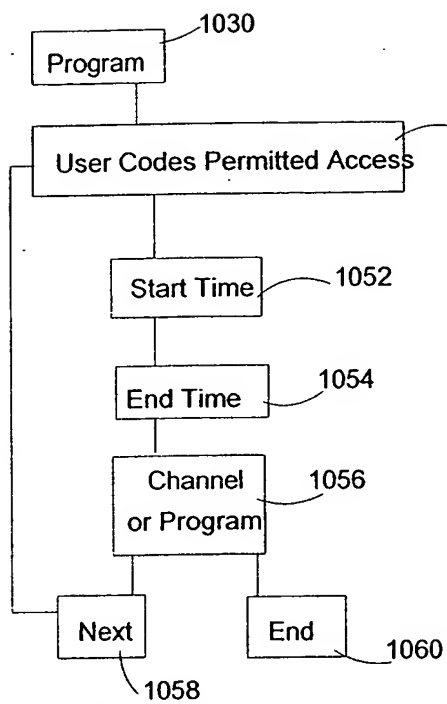 1030
Program
User Codes Permitted Access
Start Time
1052
1054
End Time
Channel
or Program
1056
Next
End
1058
1060